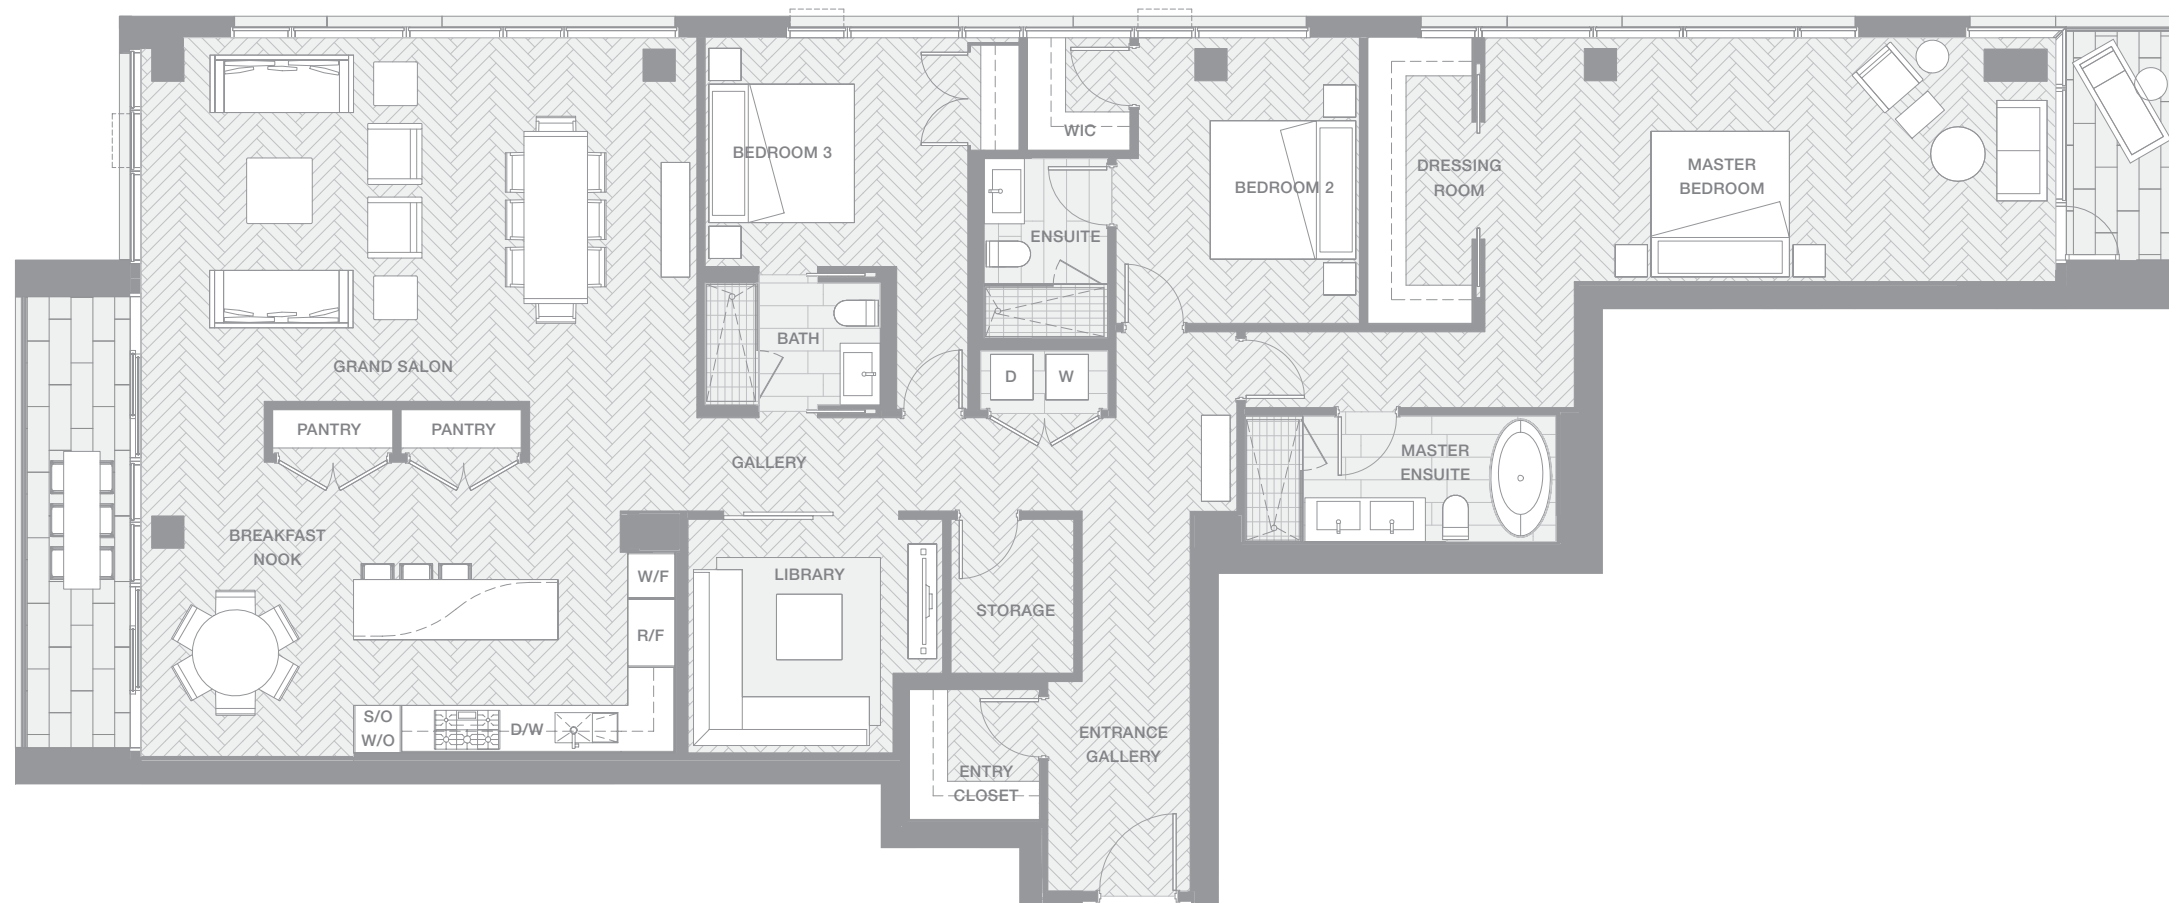 WIC
BEDROOM 3
DRESSING
ROOM
MASTER
BEDROOM
BEDROOM 2
ENSUITE
BATH
GRAND SALON
D
W
PANTRY
PANTRY
GALLERY
MASTER
ENSUITE
BREAKFAST
NOOK
W/F
LIBRARY
STORAGE
R/F
S/O
W/O
D/W
ENTRANCE
GALLERY
ENTRY
CLOSET